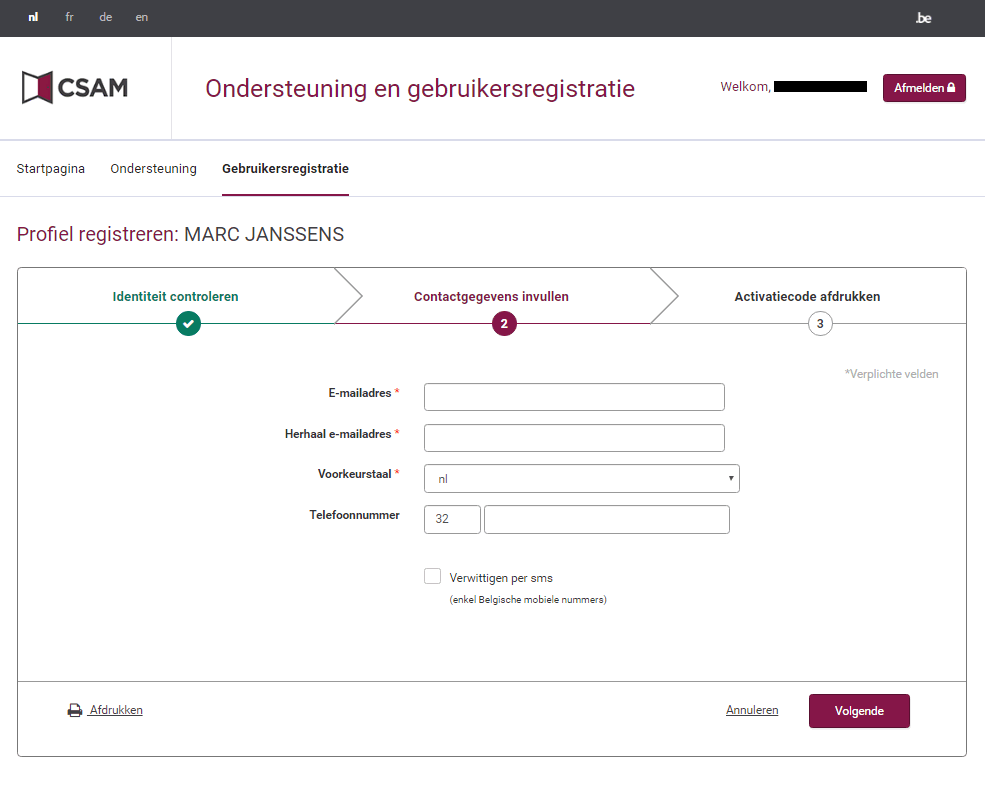 nl fr de en .be
CSAM
Ondersteuning en gebruikersregistratie
Welkom,
Afmelden
Startpagina Ondersteuning Gebruikersregistratie
Profiel registreren: MARC JANSSENS
Identiteit controleren Contactgegevens invullen Activatiecode afdrukken
2 3
*Verplichte velden
E-mailadres *
Herhaal e-mailadres *
Voorkeurstaal * nl
Telefoonnummer 32
Verwittigen per sms
(enkel Belgische mobiele nummers)
Afdrukken Annuleren Volgende